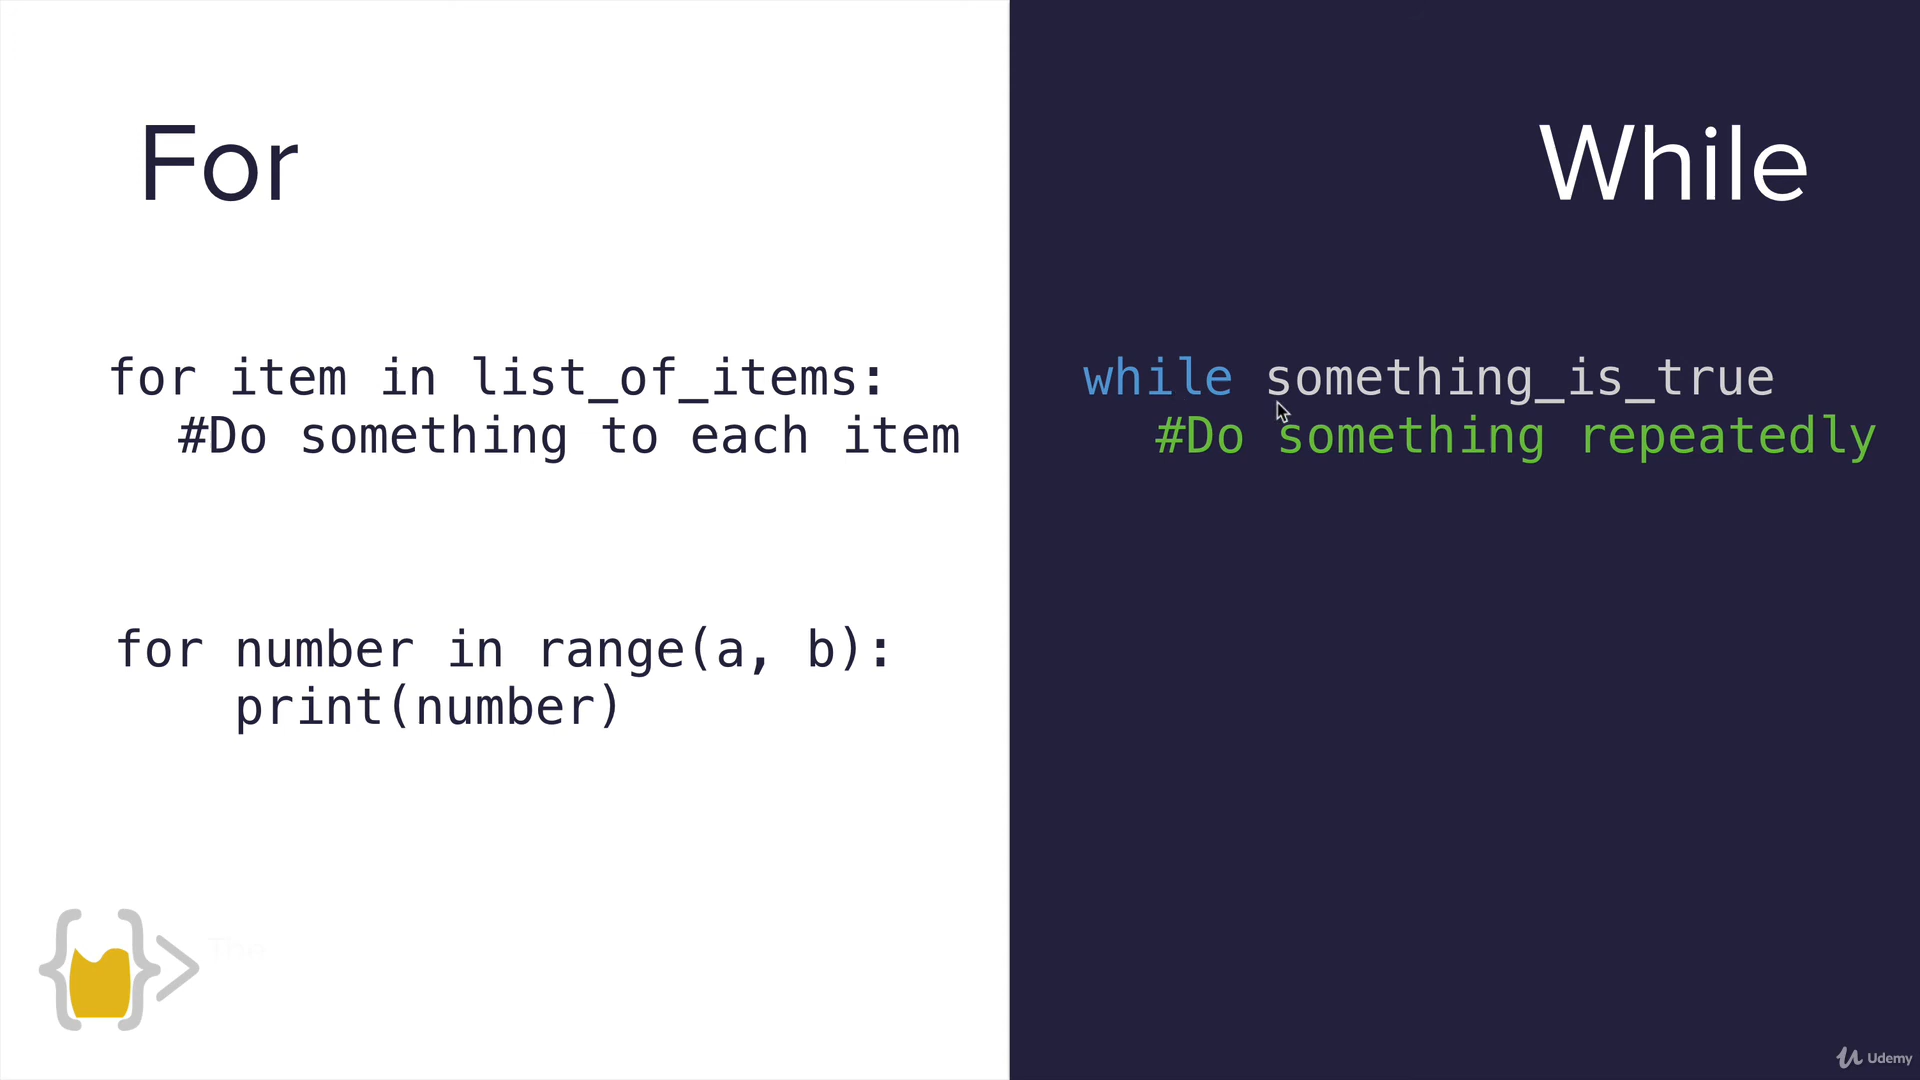 For
for item in list_of_items:
#Do something to each item
for number in range(a, b):
print(number)
The
While
while something_is_true
#Do something repeatedly
Udemy